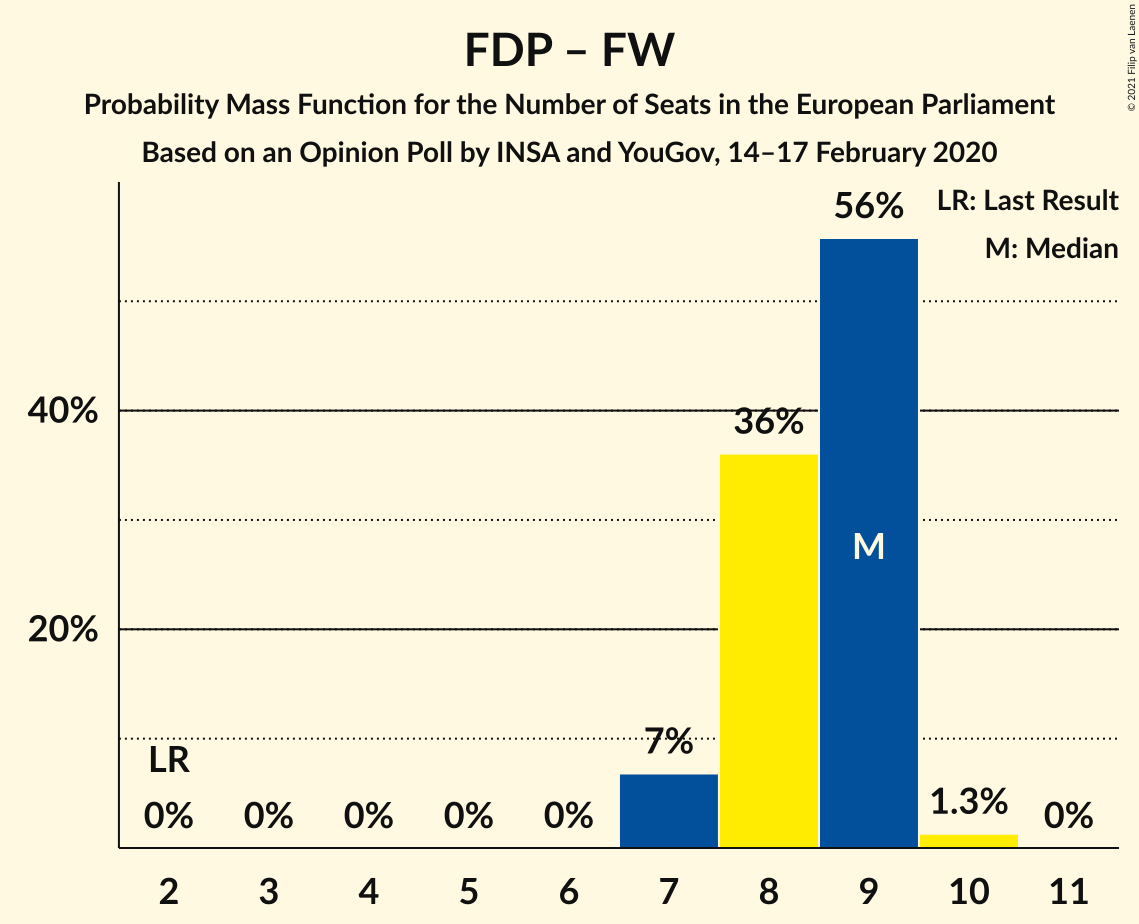 FDP – FW
Probability Mass Function for the Number of Seats in the European Parliament
Based on an Opinion Poll by INSA and YouGov, 14–17 February 2020
© 2021 Filip van Laenen
LR: Last Result
M: Median
56%
40%
36%
M
20%
7%
LR
1.3%
0% 0% 0% 0% 0% 0%
2 3 4 5 6 7 8 9 10 11